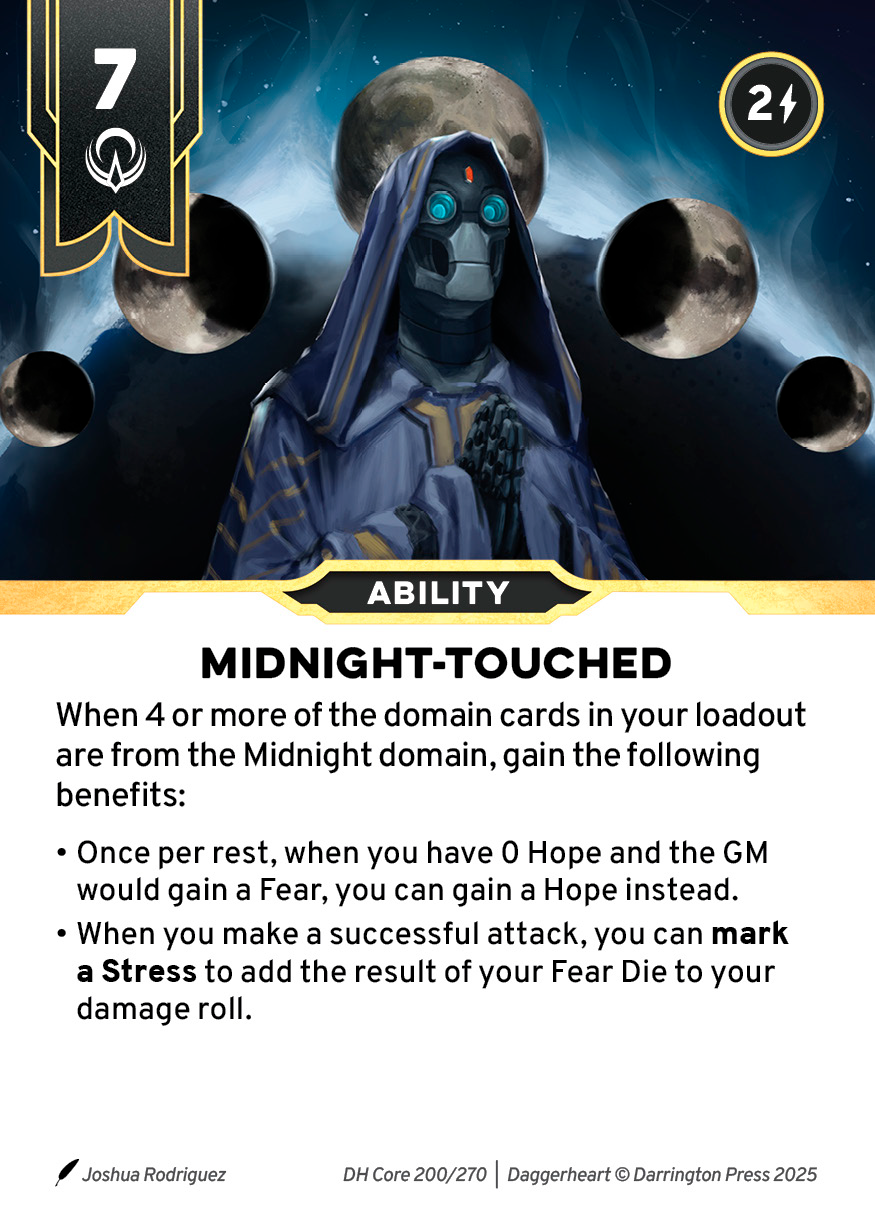 7
2
ABILITY
MIDNIGHT-TOUCHED
When 4 or more of the domain cards in your loadout
are from the Midnight domain, gain the following
benefits:
• Once per rest, when you have 0 Hope and the GM
would gain a Fear, you can gain a Hope instead.
• When you make a successful attack, you can mark
a Stress to add the result of your Fear Die to your
damage roll.
Joshua Rodriguez
DH Core 200/270 | Daggerheart © Darrington Press 2025